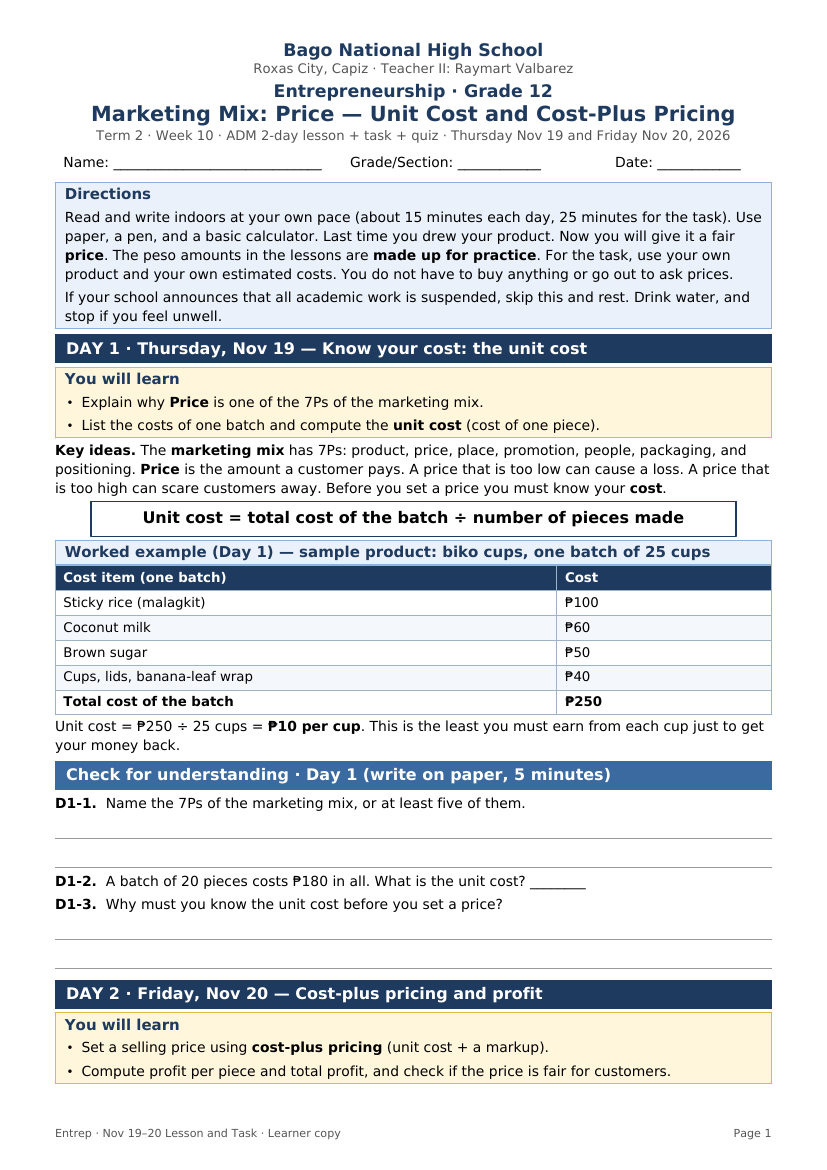 Bago National High School
Roxas City, Capiz · Teacher II: Raymart Valbarez
Entrepreneurship · Grade 12
Marketing Mix: Price — Unit Cost and Cost-Plus Pricing
Term 2 · Week 10 · ADM 2-day lesson + task + quiz · Thursday Nov 19 and Friday Nov 20, 2026
Name: ______________________________ Grade/Section: ____________ Date: ____________
Directions
Read and write indoors at your own pace (about 15 minutes each day, 25 minutes for the task). Use
paper, a pen, and a basic calculator. Last time you drew your product. Now you will give it a fair
price. The peso amounts in the lessons are made up for practice. For the task, use your own
product and your own estimated costs. You do not have to buy anything or go out to ask prices.
If your school announces that all academic work is suspended, skip this and rest. Drink water, and
stop if you feel unwell.
DAY 1 · Thursday, Nov 19 — Know your cost: the unit cost
You will learn
• Explain why Price is one of the 7Ps of the marketing mix.
• List the costs of one batch and compute the unit cost (cost of one piece).
Key ideas. The marketing mix has 7Ps: product, price, place, promotion, people, packaging, and
positioning. Price is the amount a customer pays. A price that is too low can cause a loss. A price that
is too high can scare customers away. Before you set a price you must know your cost.
Unit cost = total cost of the batch ÷ number of pieces made
Worked example (Day 1) — sample product: biko cups, one batch of 25 cups
Cost item (one batch) Cost
Sticky rice (malagkit) ₱100
Coconut milk ₱60
Brown sugar ₱50
Cups, lids, banana-leaf wrap ₱40
Total cost of the batch ₱250
Unit cost = ₱250 ÷ 25 cups = ₱10 per cup. This is the least you must earn from each cup just to get
your money back.
Check for understanding · Day 1 (write on paper, 5 minutes)
D1-1. Name the 7Ps of the marketing mix, or at least five of them.
D1-2. A batch of 20 pieces costs ₱180 in all. What is the unit cost? ________
D1-3. Why must you know the unit cost before you set a price?
DAY 2 · Friday, Nov 20 — Cost-plus pricing and profit
You will learn
• Set a selling price using cost-plus pricing (unit cost + a markup).
• Compute profit per piece and total profit, and check if the price is fair for customers.
Entrep · Nov 19–20 Lesson and Task · Learner copy Page 1